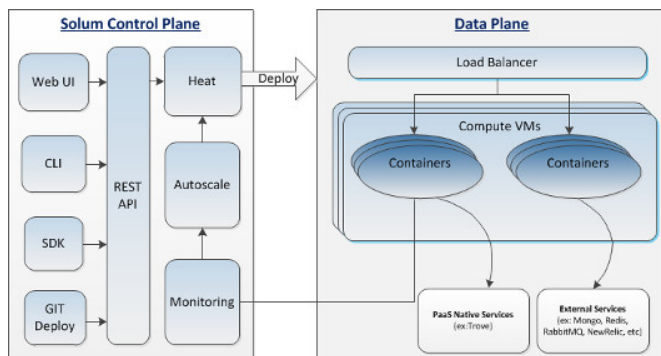 Solum Control Plane
Web UI
CLI
SDK
GIT
Deploy
REST
API
Heat
Autoscale
Monitoring
Deploy
Data Plane
Load Balancer
Compute VMs
Containers
Containers
PaaS Native Services
(ex:Trove)
External Services
(ex: Mongo, Redis,
RabbitMQ, NewRelic, etc)